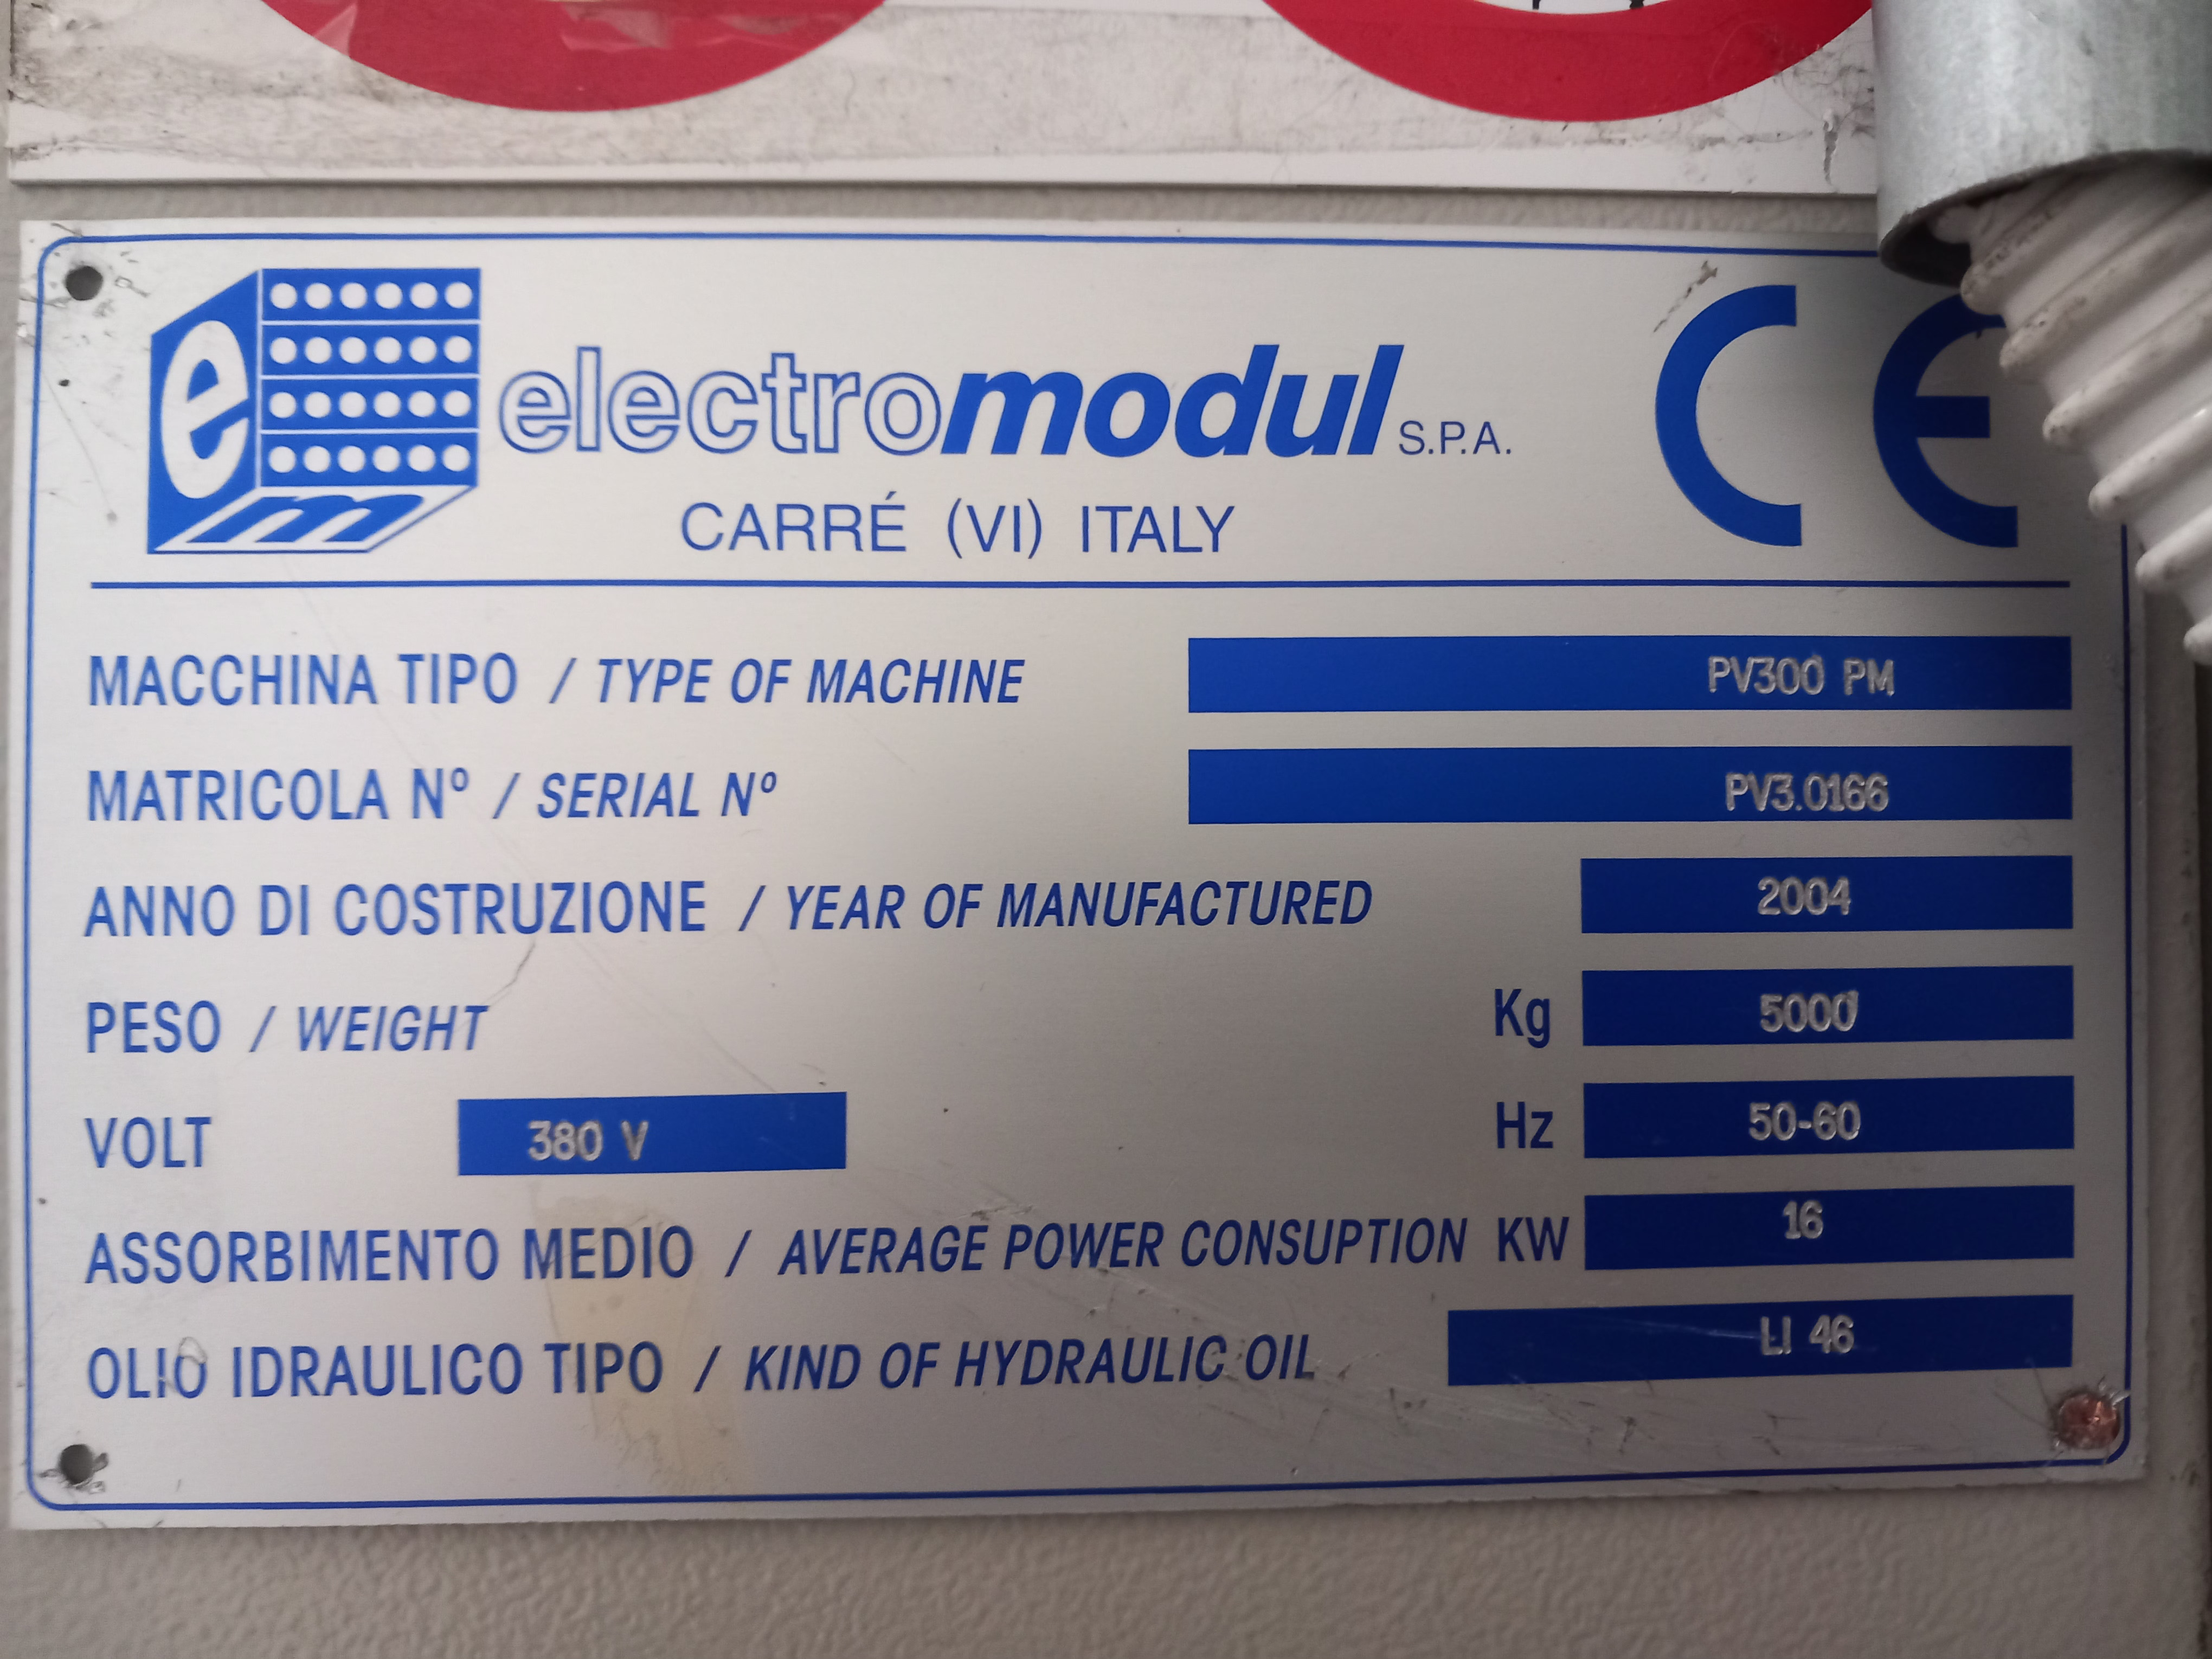 e
m
electromodul S.P.A.
CE
CARRÉ (VI) ITALY
MACCHINA TIPO / TYPE OF MACHINE PV300 PM
MATRICOLA Nº / SERIAL Nº PV3.0166
ANNO DI COSTRUZIONE / YEAR OF MANUFACTURED 2004
PESO / WEIGHT Kg 5000
VOLT 380 V Hz 50-60
ASSORBIMENTO MEDIO / AVERAGE POWER CONSUPTION KW 16
OLIO IDRAULICO TIPO / KIND OF HYDRAULIC OIL LI 46